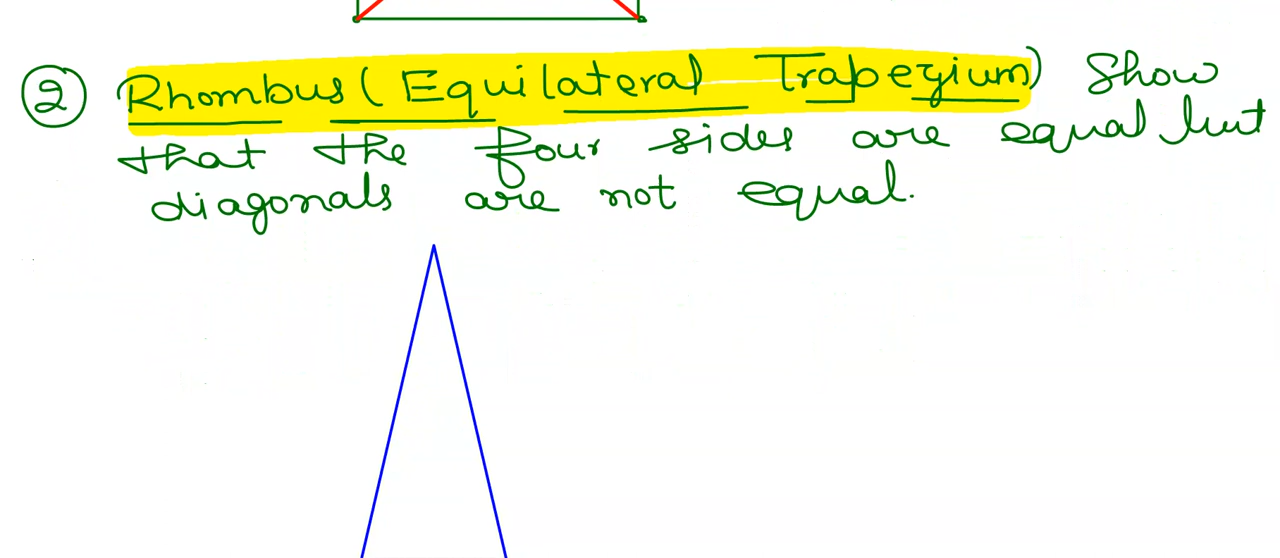 ② Rhombus (Equilateral Trapezium) Show
that the four sides are equal but
diagonals are not equal.